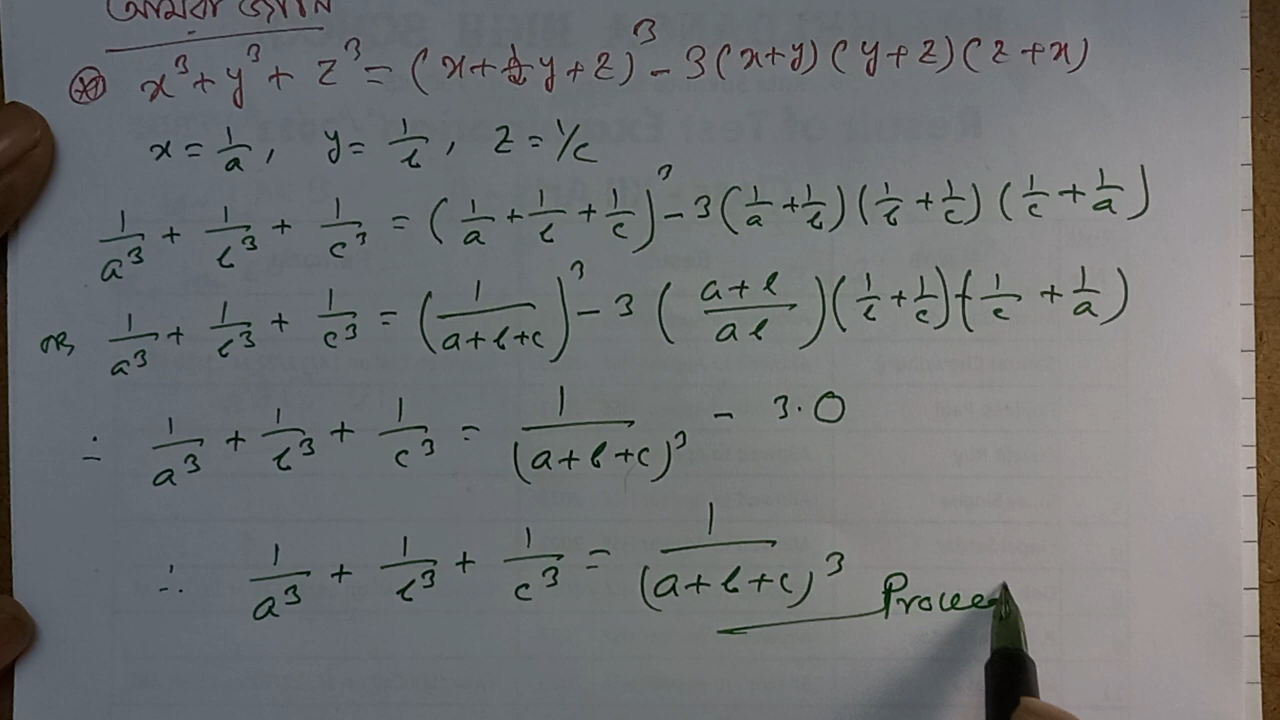 আমরা জানি
⊛ x³ + y³ + z³ = (x + y + z)³ - 3(x+y)(y+z)(z+x)
x = 1/a, y = 1/b, z = 1/c
1/a³ + 1/b³ + 1/c³ = (1/a + 1/b + 1/c)³ - 3(1/a + 1/b)(1/b + 1/c)(1/c + 1/a)
or, 1/a³ + 1/b³ + 1/c³ = (1/(a+b+c))³ - 3((a+b)/ab)(1/b + 1/c)(1/c + 1/a)
∴ 1/a³ + 1/b³ + 1/c³ = 1/(a+b+c)³ - 3.0
∴ 1/a³ + 1/b³ + 1/c³ = 1/(a+b+c)³ Proved